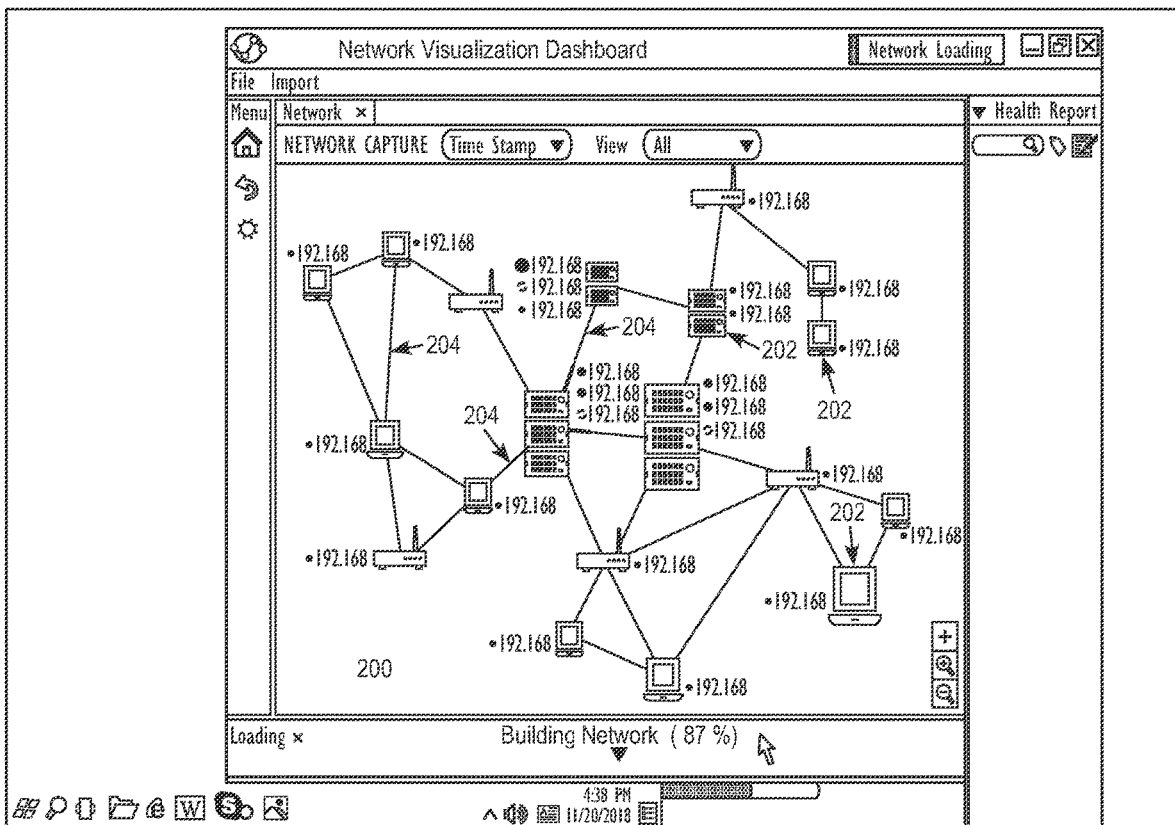 Network Visualization Dashboard
Network Loading
File Import
Menu
Network ×
Health Report
NETWORK CAPTURE
Time Stamp
View
All
192.168
192.168
192.168
192.168
192.168
192.168
192.168
192.168
192.168
192.168
204
204
202
192.168
202
192.168
192.168
192.168
192.168
192.168
192.168
204
192.168
192.168
192.168
202
192.168
192.168
192.168
192.168
192.168
200
192.168
Loading ×
Building Network ( 87 %)
e
W
S
4:38 PM
11/20/2018